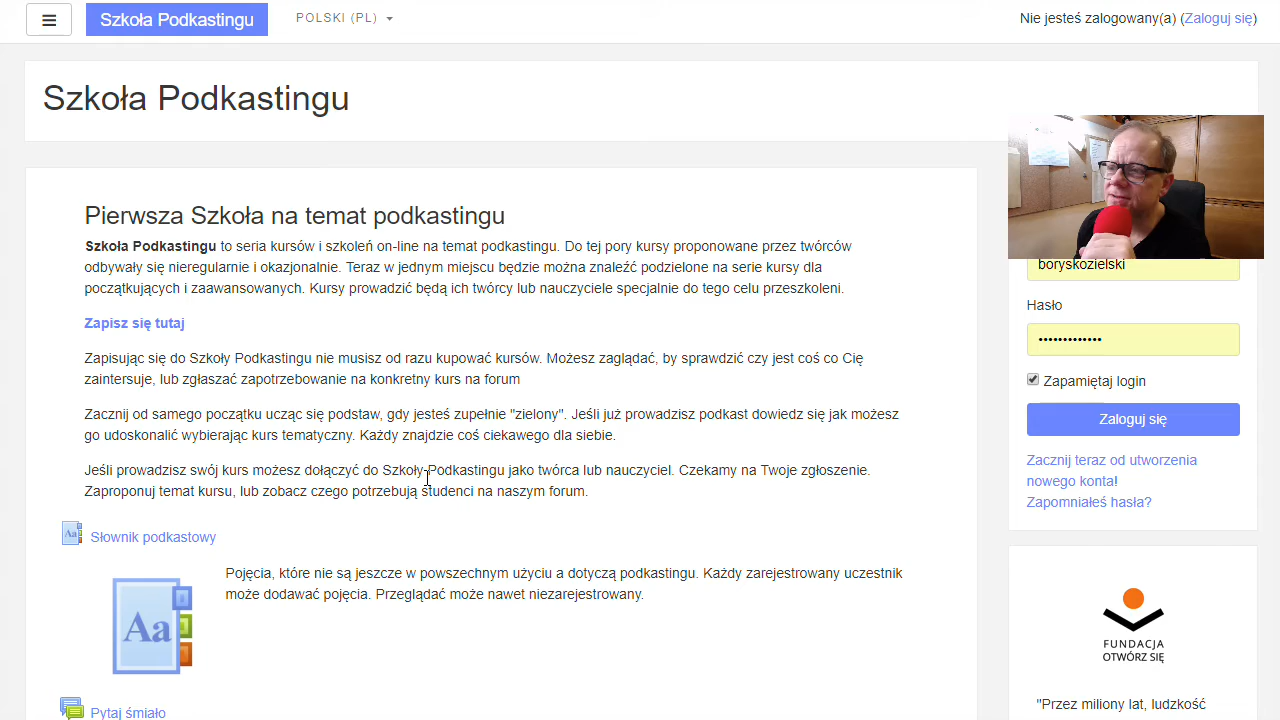 Szkoła Podkastingu
POLSKI (PL)
Nie jesteś zalogowany(a) (Zaloguj się)
Szkoła Podkastingu
Pierwsza Szkoła na temat podkastingu
Szkoła Podkastingu to seria kursów i szkoleń on-line na temat podkastingu. Do tej pory kursy proponowane przez twórców
odbywały się nieregularnie i okazjonalnie. Teraz w jednym miejscu będzie można znaleźć podzielone na serie kursy dla
początkujących i zaawansowanych. Kursy prowadzić będą ich twórcy lub nauczyciele specjalnie do tego celu przeszkoleni.
Zapisz się tutaj
Zapisując się do Szkoły Podkastingu nie musisz od razu kupować kursów. Możesz zaglądać, by sprawdzić czy jest coś co Cię
zaintersuje, lub zgłaszać zapotrzebowanie na konkretny kurs na forum
Zacznij od samego początku ucząc się podstaw, gdy jesteś zupełnie "zielony". Jeśli już prowadzisz podkast dowiedz się jak możesz
go udoskonalić wybierając kurs tematyczny. Każdy znajdzie coś ciekawego dla siebie.
Jeśli prowadzisz swój kurs możesz dołączyć do Szkoły Podkastingu jako twórca lub nauczyciel. Czekamy na Twoje zgłoszenie.
Zaproponuj temat kursu, lub zobacz czego potrzebują studenci na naszym forum.
Aa
Słownik podkastowy
Aa
Pojęcia, które nie są jeszcze w powszechnym użyciu a dotyczą podkastingu. Każdy zarejestrowany uczestnik
może dodawać pojęcia. Przeglądać może nawet niezarejestrowany.
Pytaj śmiało
boryskozielski
Hasło
•••••••••••••
Zapamiętaj login
Zaloguj się
Zacznij teraz od utworzenia
nowego konta!
Zapomniałeś hasła?
FUNDACJA
OTWÓRZ SIĘ
"Przez miliony lat, ludzkość